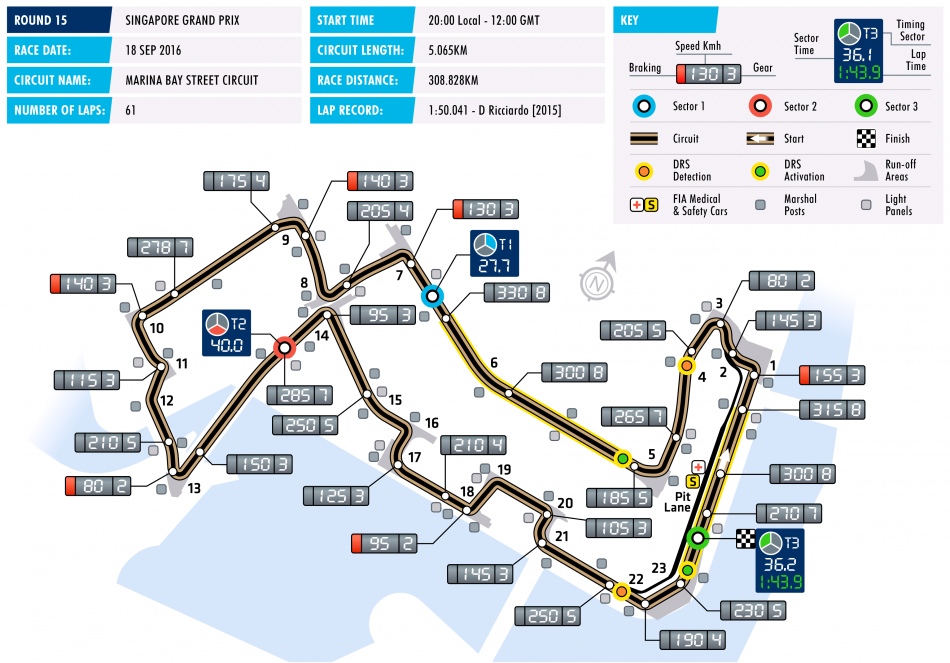 ROUND 15
SINGAPORE GRAND PRIX
START TIME
20:00 Local - 12:00 GMT
RACE DATE:
18 SEP 2016
CIRCUIT LENGTH:
5.065KM
CIRCUIT NAME:
MARINA BAY STREET CIRCUIT
RACE DISTANCE:
308.828KM
NUMBER OF LAPS:
61
LAP RECORD:
1:50.041 - D Ricciardo [2015]
KEY
Speed Kmh
Braking
130 3
Gear
Sector
Time
T3
36.1
1:43.9
Timing
Sector
Lap
Time
Sector 1
Sector 2
Sector 3
Circuit
Start
Finish
DRS
Detection
DRS
Activation
Run-off
Areas
S
FIA Medical
& Safety Cars
Marshal
Posts
Light
Panels
175 4
140 3
205 4
130 3
9
278 7
7
T1
27.7
N
140 3
8
330 8
80 2
10
T2
40.0
14
95 3
3
145 3
205 5
11
6
300 8
4
2
1
155 3
115 3
12
285 7
15
250 5
265 7
315 8
210 5
16
210 4
5
150 3
17
19
S
300 8
80 2
13
125 3
18
185 5
Pit
Lane
270 7
20
105 3
95 2
21
T3
36.2
1:43.9
145 3
22
23
250 5
230 5
190 4